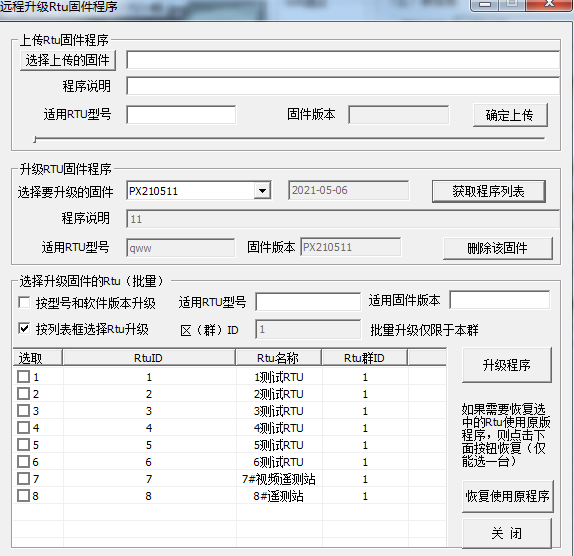 远程升级Rtu固件程序
上传Rtu固件程序
选择上传的固件
程序说明
适用RTU型号 固件版本 确定上传
升级RTU固件程序
选择要升级的固件 PX210511 2021-05-06 获取程序列表
程序说明 11
适用RTU型号 qww 固件版本 PX210511 删除该固件
选择升级固件的Rtu（批量）
按型号和软件版本升级 适用RTU型号 适用固件版本
按列表框选择Rtu升级 区（群）ID 1 批量升级仅限于本群
选取 RtuID Rtu名称 Rtu群ID
1 1 1测试RTU 1
2 2 2测试RTU 1
3 3 3测试RTU 1
4 4 4测试RTU 1
5 5 5测试RTU 1
6 6 6测试RTU 1
7 7 7#视频遥测站 1
8 8 8#遥测站 1
升级程序
如果需要恢复选
中的Rtu使用原版
程序，则点击下
面按钮恢复（仅
能选一台）
恢复使用原程序
关 闭